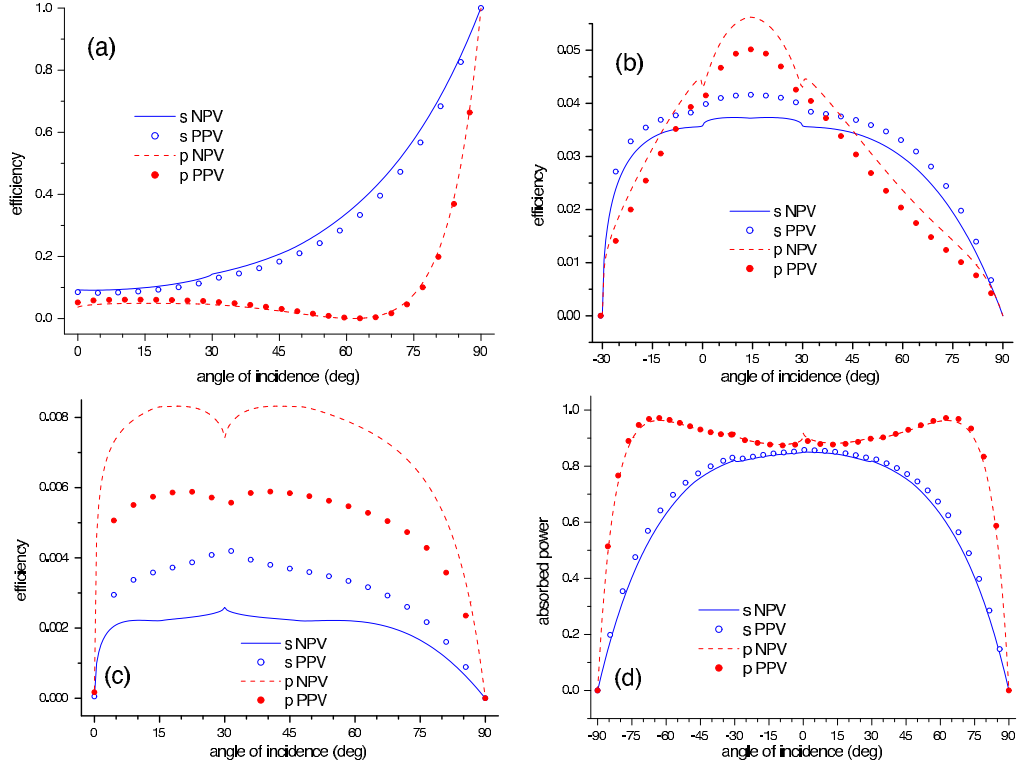 (a)
1.0
0.8
0.6
0.4
0.2
0.0
efficiency
s NPV
s PPV
p NPV
p PPV
0 15 30 45 60 75 90
angle of incidence (deg)
(b)
0.05
0.04
0.03
0.02
0.01
0.00
efficiency
s NPV
s PPV
p NPV
p PPV
-30 -15 0 15 30 45 60 75 90
angle of incidence (deg)
0.008
0.006
0.004
0.002
0.000
efficiency
s NPV
s PPV
p NPV
p PPV
(c)
0 15 30 45 60 75 90
angle of incidence (deg)
1.0
0.8
0.6
0.4
0.2
0.0
absorbed power
s NPV
s PPV
p NPV
p PPV
(d)
-90 -75 -60 -45 -30 -15 0 15 30 45 60 75 90
angle of incidence (deg)